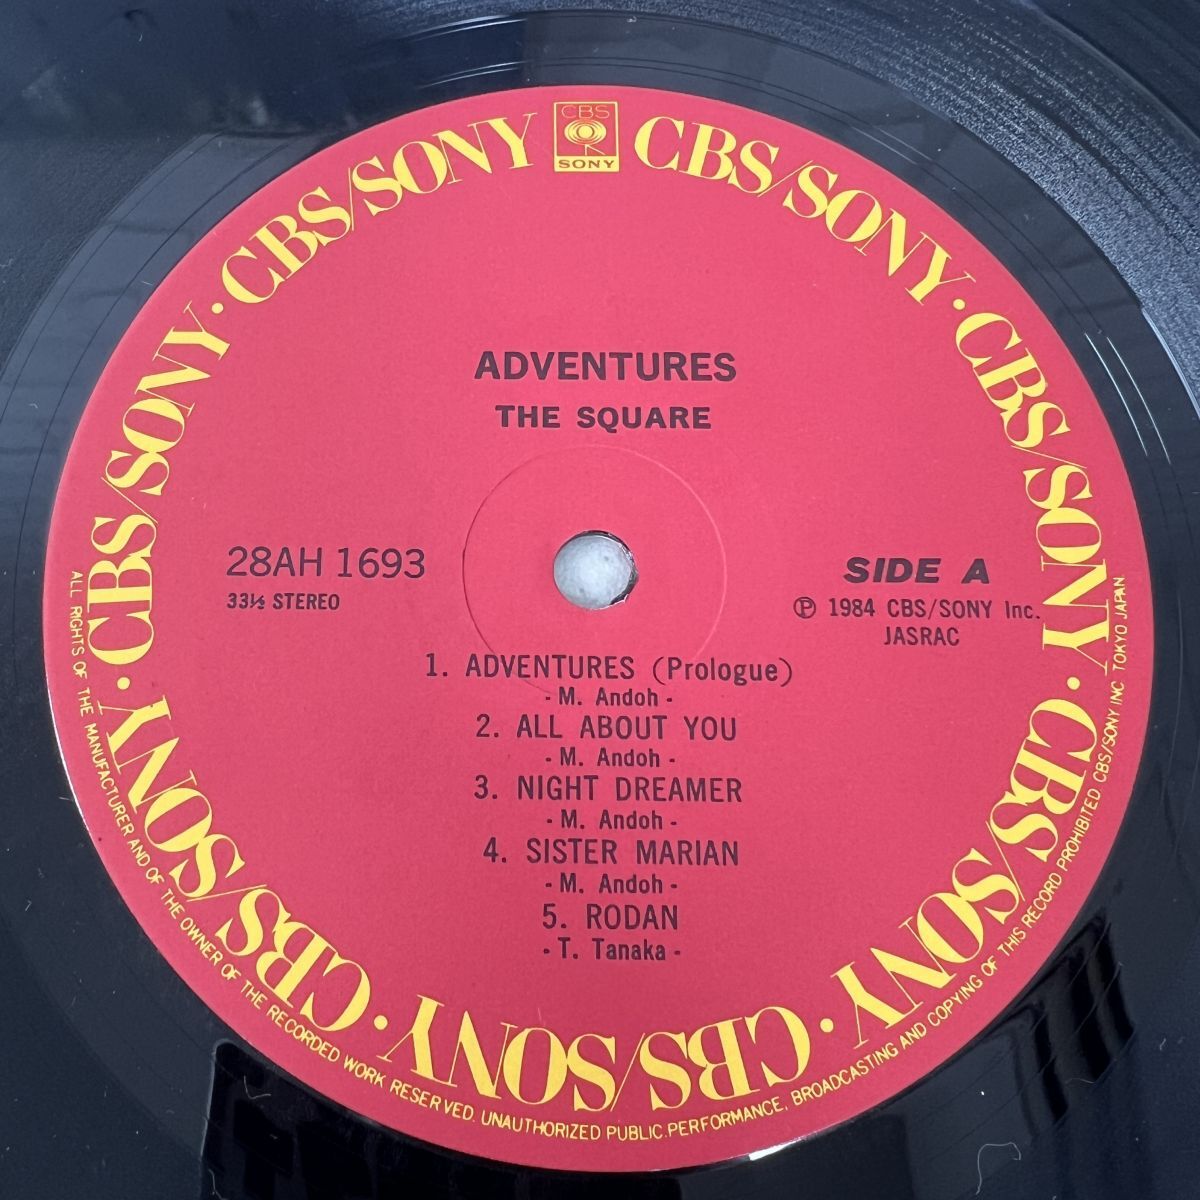 CBS
SONY
CBS/SONY · CBS/SONY · CBS/SONY · CBS/SONY · CBS/SONY · CBS/SONY · CBS/SONY · CBS/SONY
ADVENTURES
THE SQUARE
28AH 1693
33⅓ STEREO
SIDE A
Ⓟ 1984 CBS/SONY Inc.
JASRAC
1. ADVENTURES (Prologue)
- M. Andoh -
2. ALL ABOUT YOU
- M. Andoh -
3. NIGHT DREAMER
- M. Andoh -
4. SISTER MARIAN
- M. Andoh -
5. RODAN
- T. Tanaka -
ALL RIGHTS OF THE MANUFACTURER AND OF THE OWNER OF THE RECORDED WORK RESERVED. UNAUTHORIZED PUBLIC.PERFORMANCE, BROADCASTING AND COPYING OF THIS RECORD PROHIBITED CBS/SONY INC TOKYO JAPAN.